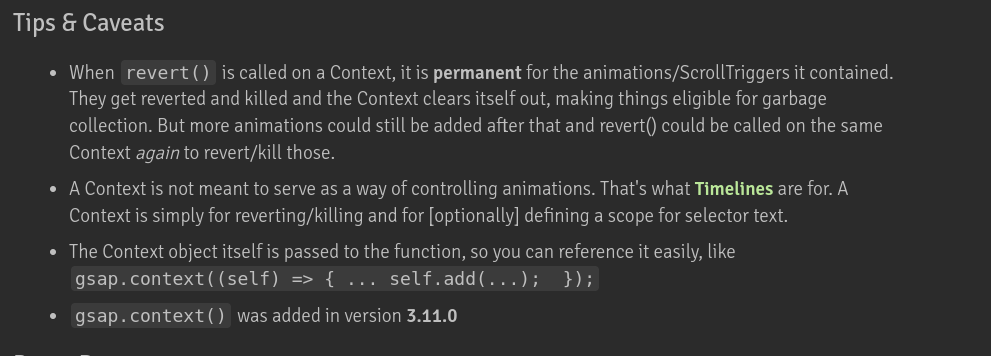 Tips & Caveats
• When revert() is called on a Context, it is permanent for the animations/ScrollTriggers it contained.
They get reverted and killed and the Context clears itself out, making things eligible for garbage
collection. But more animations could still be added after that and revert() could be called on the same
Context again to revert/kill those.
• A Context is not meant to serve as a way of controlling animations. That's what Timelines are for. A
Context is simply for reverting/killing and for [optionally] defining a scope for selector text.
• The Context object itself is passed to the function, so you can reference it easily, like
gsap.context((self) => { ... self.add(...);  });
• gsap.context() was added in version 3.11.0